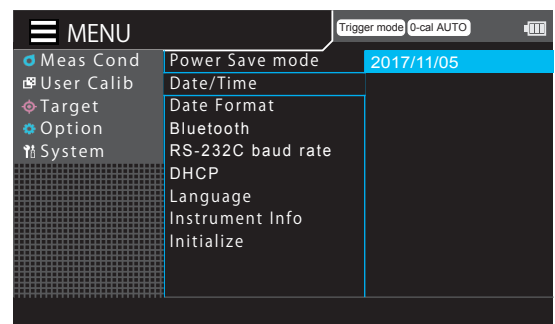 MENU
Trigger mode 0-cal AUTO
Meas Cond
User Calib
Target
Option
System
Power Save mode
Date/Time
Date Format
Bluetooth
RS-232C baud rate
DHCP
Language
Instrument Info
Initialize
2017/11/05